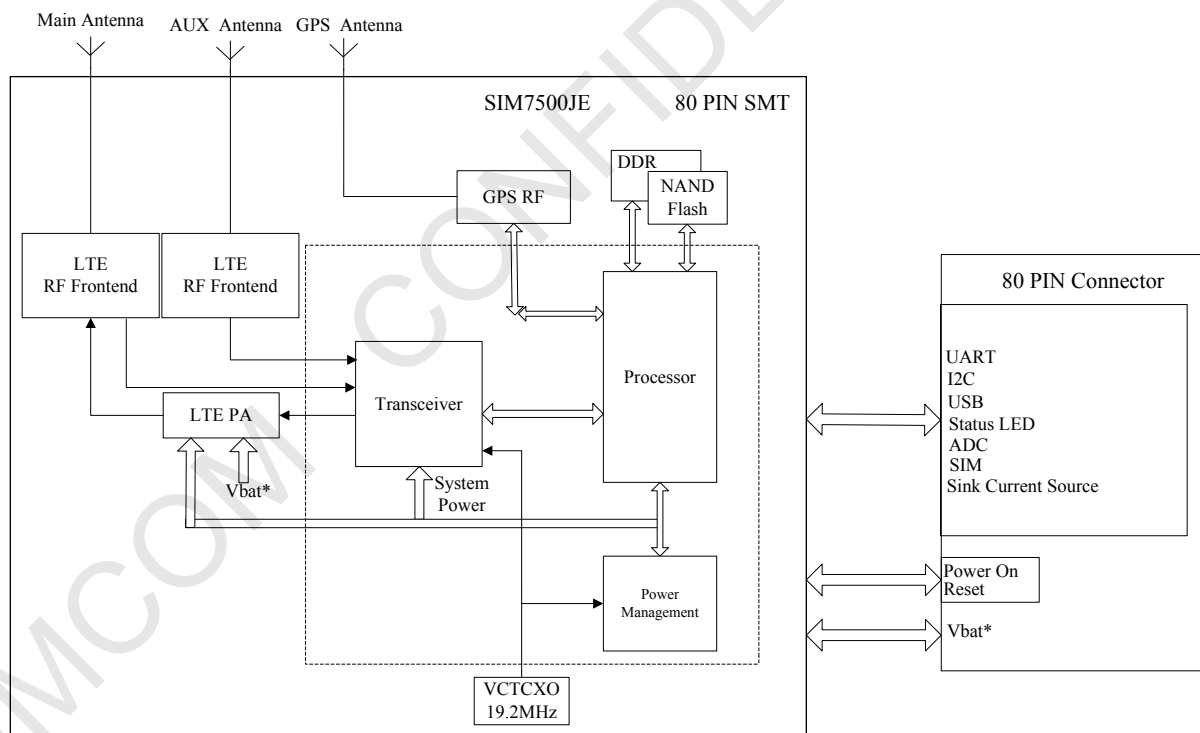 Main Antenna
AUX Antenna
GPS Antenna
SIM7500JE
80 PIN SMT
DDR
NAND
Flash
GPS RF
LTE
RF Frontend
LTE
RF Frontend
80 PIN Connector
UART
I2C
USB
Status LED
ADC
SIM
Sink Current Source
Processor
Transceiver
LTE PA
Vbat*
System
Power
Power
Management
Power On
Reset
Vbat*
VCTCXO
19.2MHz
MCOM CONFIDE